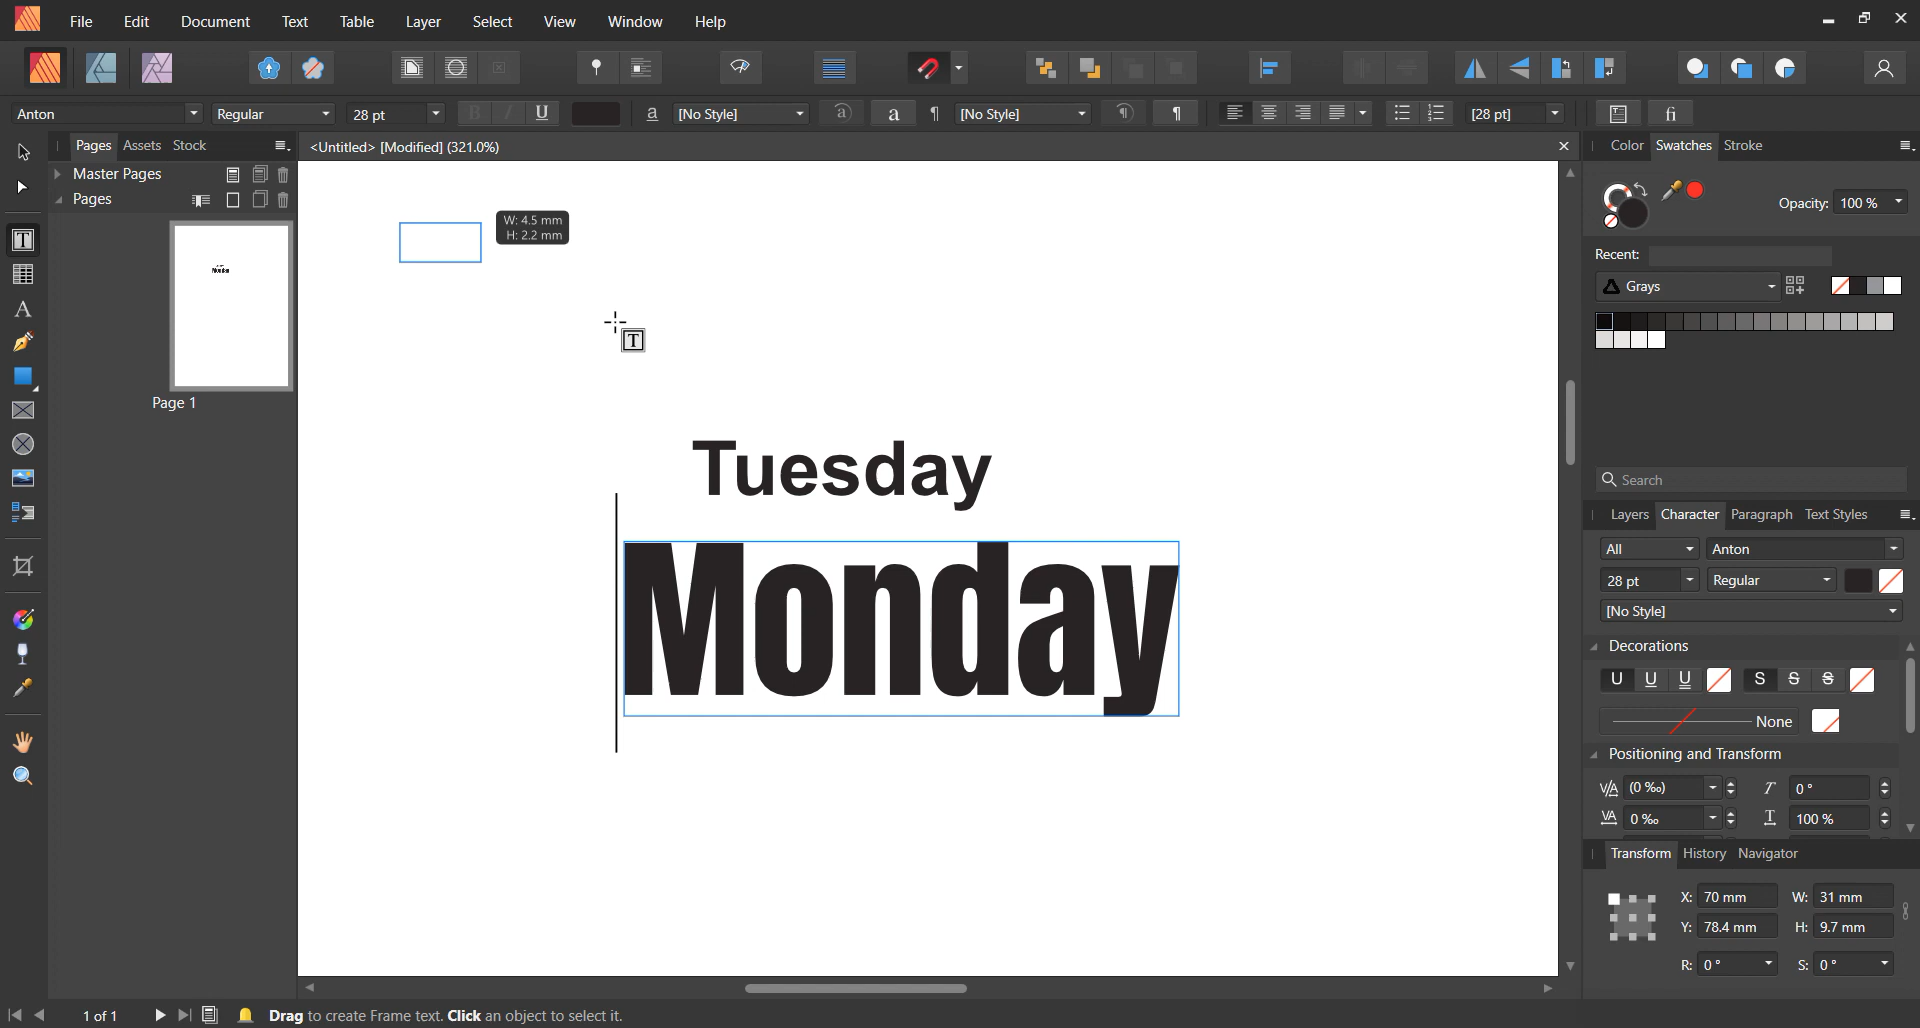 File Edit Document Text Table Layer Select View Window Help
Anton Regular 28 pt B I U a [No Style] a a ¶ [No Style] ¶ ¶ [28 pt] fi
Pages Assets Stock
<Untitled> [Modified] (321.0%)
Color Swatches Stroke
Master Pages
Pages
Opacity: 100 %
W: 4.5 mm
H: 2.2 mm
Recent:
Grays
Page 1
Tuesday
Monday
Search
Layers Character Paragraph Text Styles
All Anton
28 pt Regular
[No Style]
Decorations
U U U S S S
None
Positioning and Transform
V/A (0 ‰) T 0 °
VA 0 ‰ T 100 %
Transform History Navigator
X: 70 mm W: 31 mm
Y: 78.4 mm H: 9.7 mm
R: 0 ° S: 0 °
1 of 1 Drag to create Frame text. Click an object to select it.